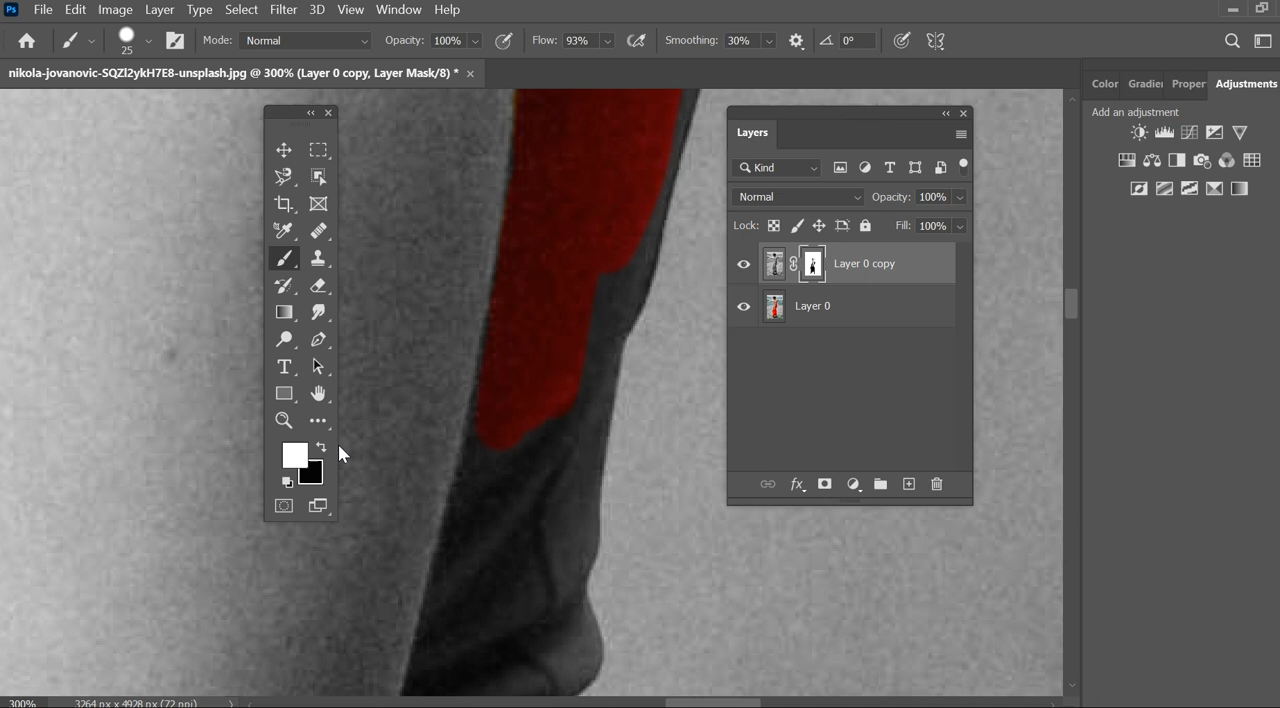 Ps File Edit Image Layer Type Select Filter 3D View Window Help
25 Mode: Normal Opacity: 100% Flow: 93% Smoothing: 30% 0°
nikola-jovanovic-SQZl2ykH7E8-unsplash.jpg @ 300% (Layer 0 copy, Layer Mask/8) * ×
Color Gradier Proper Adjustments
Add an adjustment
Layers
Kind
Normal Opacity: 100%
Lock: Fill: 100%
Layer 0 copy
Layer 0
fx
300% 3264 px x 4928 px (72 ppi)